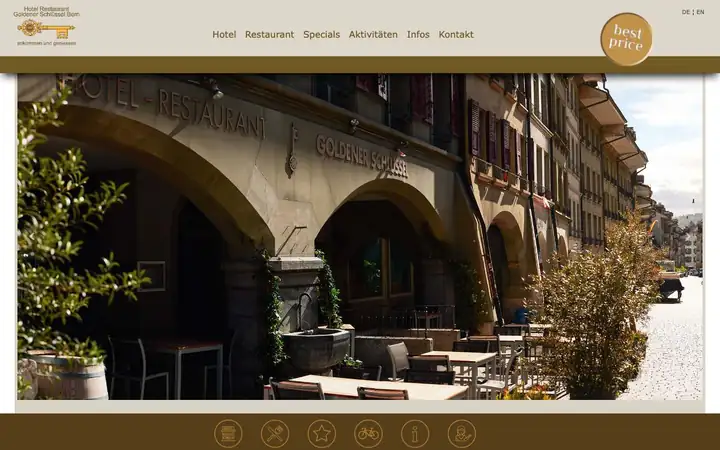 Hotel Restaurant
Goldener Schlüssel Bern
ankommen und geniessen
Hotel Restaurant Specials Aktivitäten Infos Kontakt
best
price
DE ¦ EN
HOTEL - RESTAURANT
GOLDENER SCHLÜSSEL